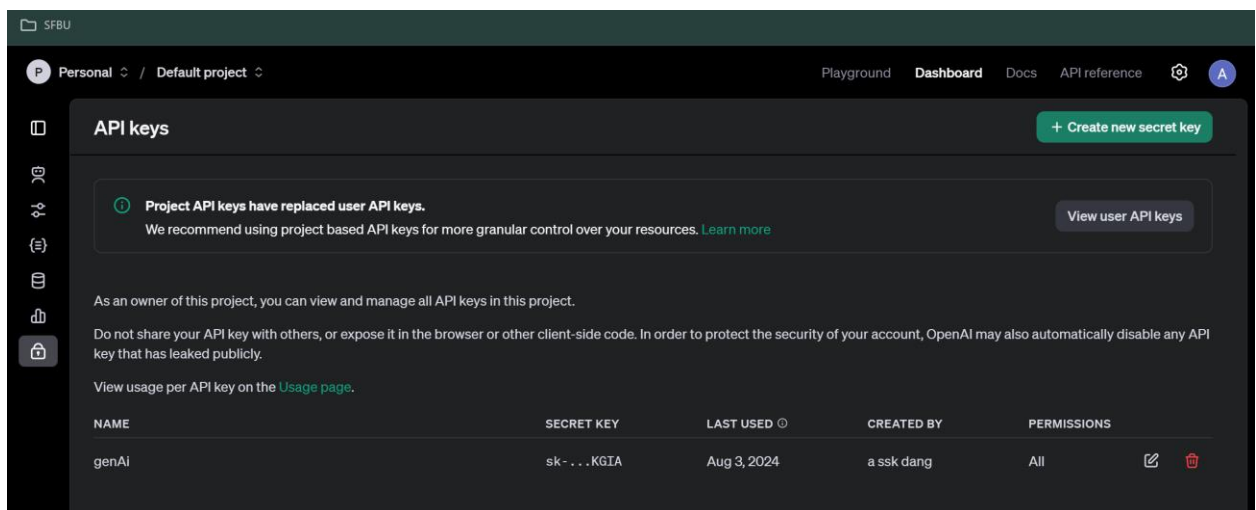 SFBU
P Personal / Default project
Playground Dashboard Docs API reference A
API keys
+ Create new secret key
Project API keys have replaced user API keys.
We recommend using project based API keys for more granular control over your resources. Learn more
View user API keys
As an owner of this project, you can view and manage all API keys in this project.
Do not share your API key with others, or expose it in the browser or other client-side code. In order to protect the security of your account, OpenAI may also automatically disable any API
key that has leaked publicly.
View usage per API key on the Usage page.
NAME SECRET KEY LAST USED CREATED BY PERMISSIONS
genAi sk-...KGIA Aug 3, 2024 a ssk dang All